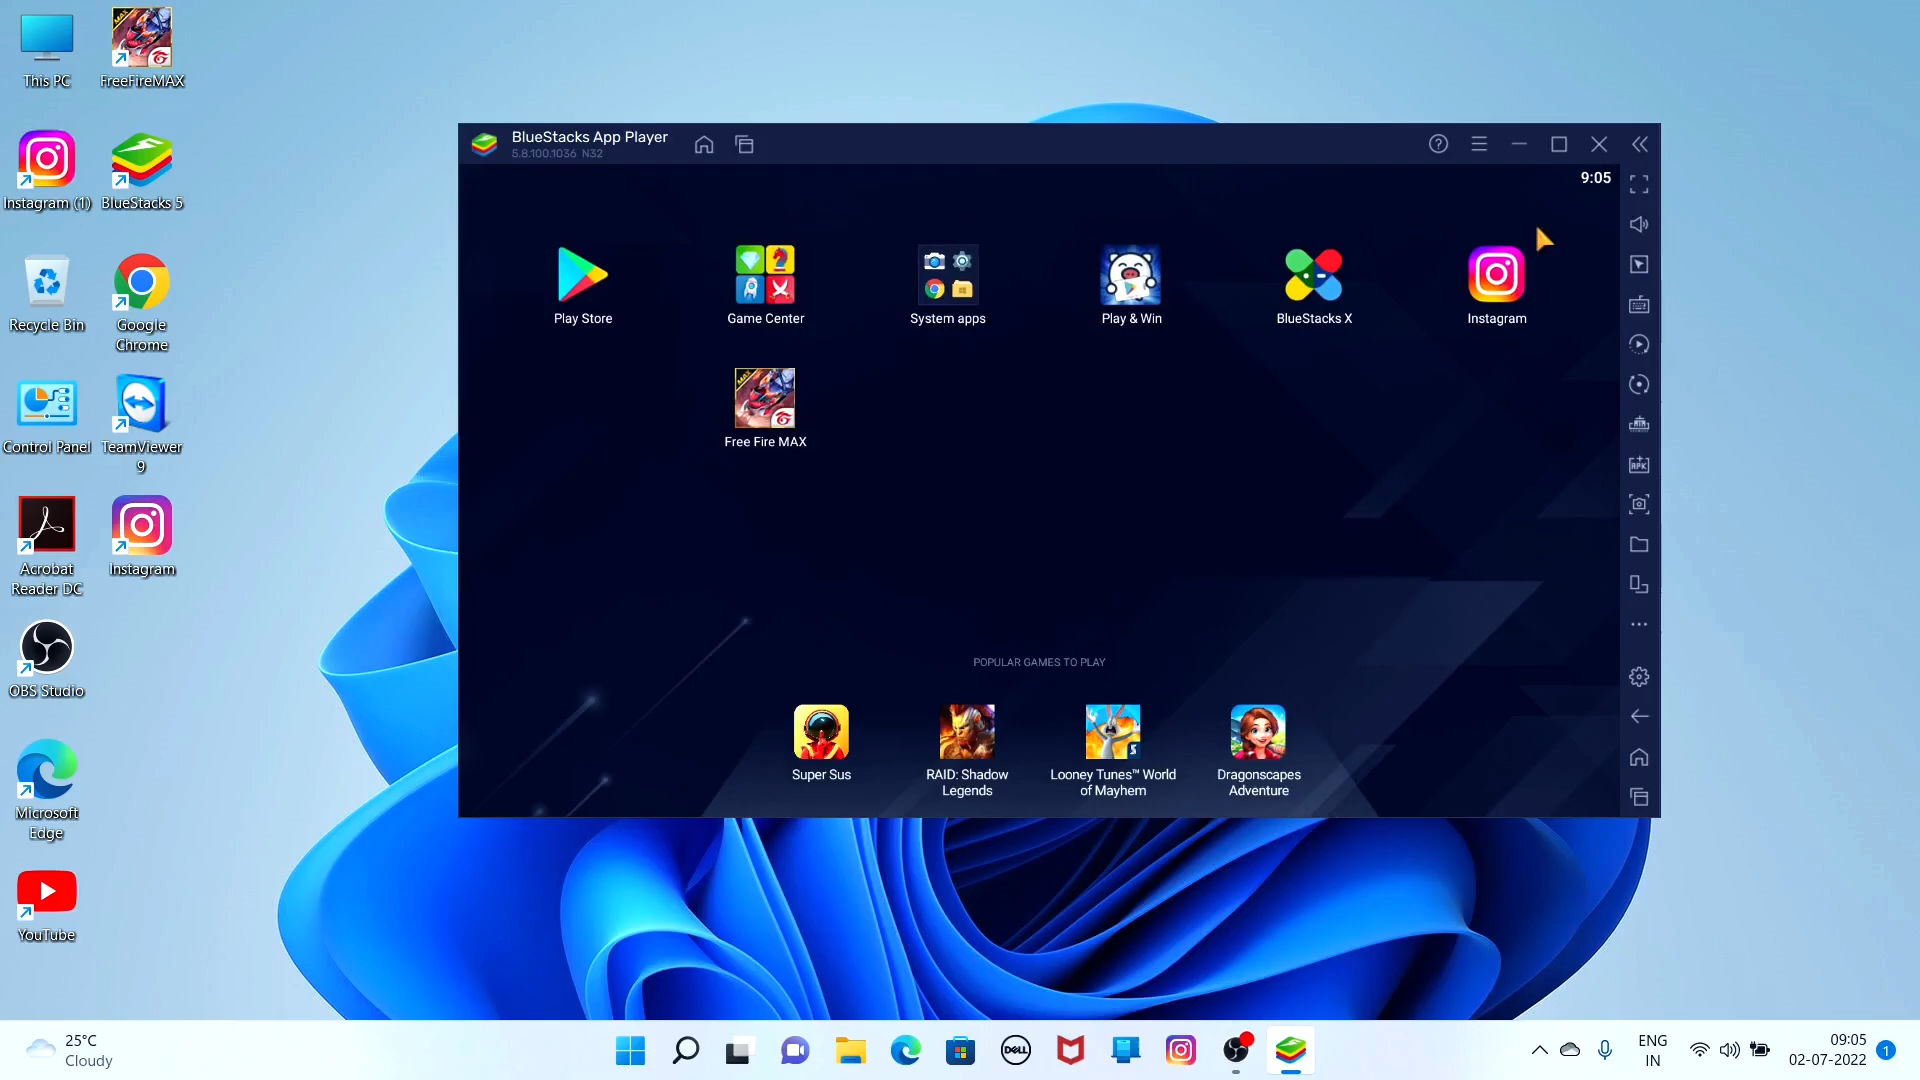 This PC
FreeFireMAX
Instagram (1)
BlueStacks 5
Recycle Bin
Google
Chrome
Control Panel
TeamViewer
9
Acrobat
Reader DC
Instagram
OBS Studio
Microsoft
Edge
YouTube
BlueStacks App Player
5.8.100.1036 N32
9:05
Play Store
Game Center
System apps
Play & Win
BlueStacks X
Instagram
MAX
Free Fire MAX
POPULAR GAMES TO PLAY
Super Sus
RAID: Shadow
Legends
Looney Tunes™ World
of Mayhem
Dragonscapes
Adventure
APK
25°C
Cloudy
DELL
ENG
IN
09:05
02-07-2022
1